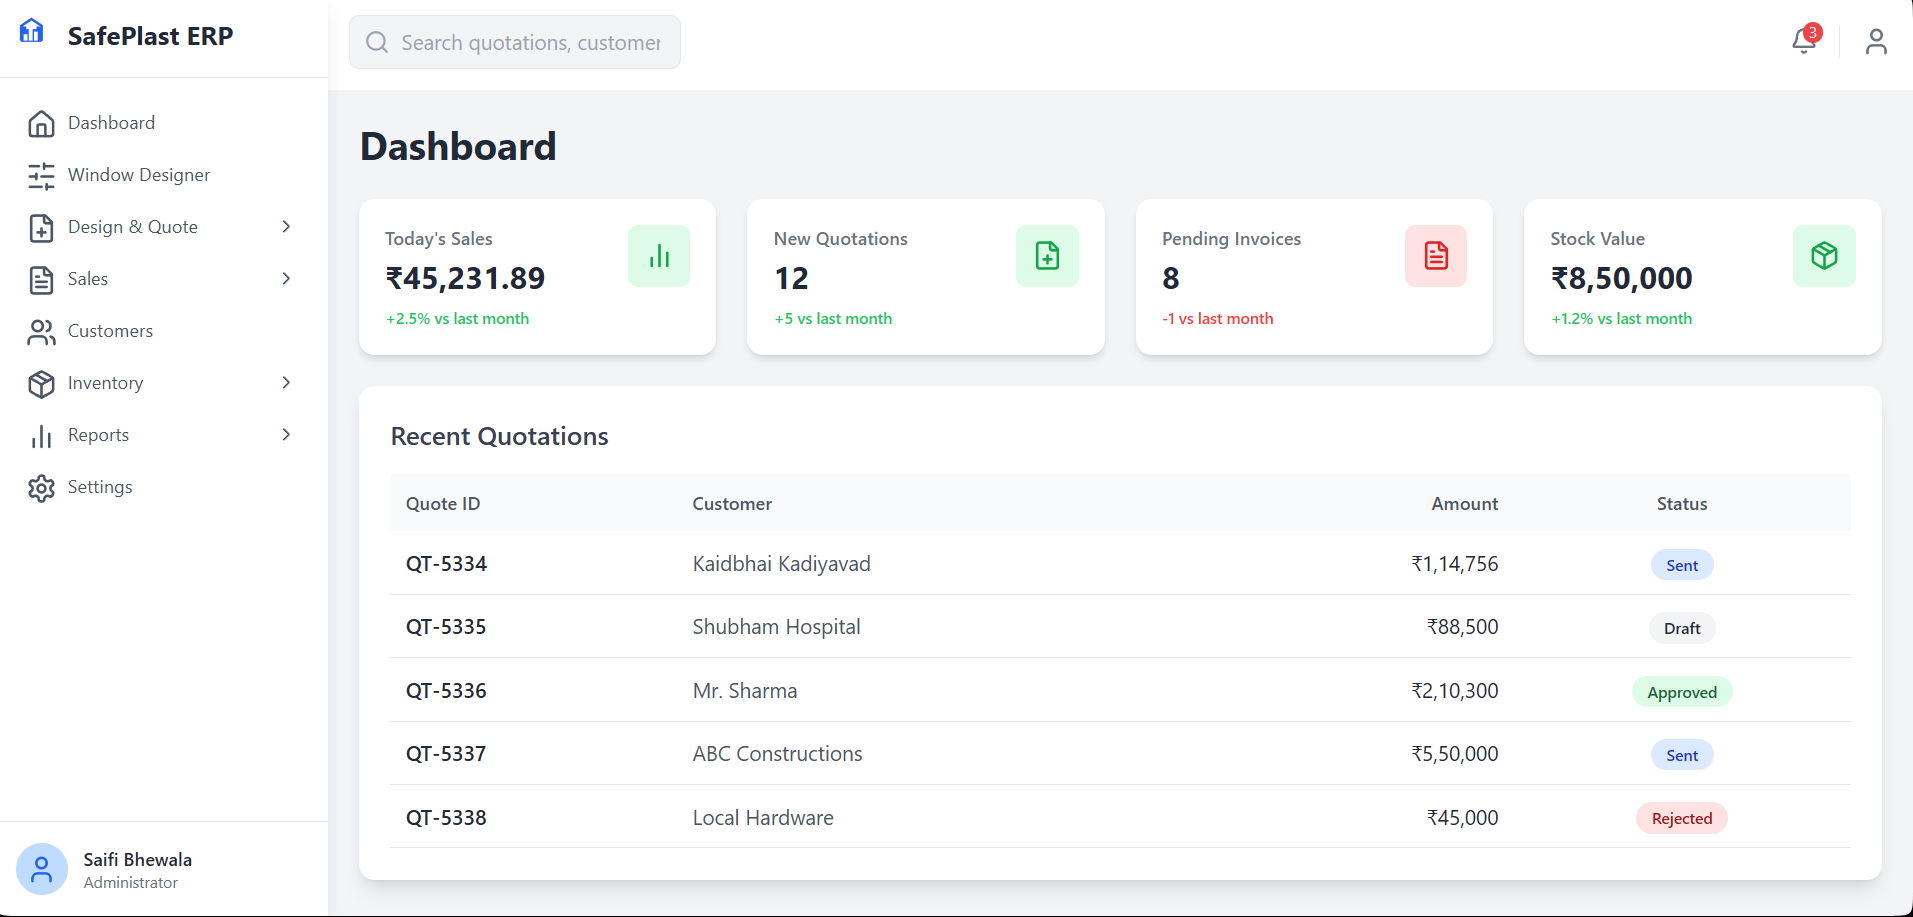 SafePlast ERP
Search quotations, customer
3
Dashboard
Window Designer
Design & Quote
Sales
Customers
Inventory
Reports
Settings
Saifi Bhewala
Administrator
Dashboard
Today's Sales
₹45,231.89
+2.5% vs last month
New Quotations
12
+5 vs last month
Pending Invoices
8
-1 vs last month
Stock Value
₹8,50,000
+1.2% vs last month
Recent Quotations
Quote ID Customer Amount Status
QT-5334 Kaidbhai Kadiyavad ₹1,14,756 Sent
QT-5335 Shubham Hospital ₹88,500 Draft
QT-5336 Mr. Sharma ₹2,10,300 Approved
QT-5337 ABC Constructions ₹5,50,000 Sent
QT-5338 Local Hardware ₹45,000 Rejected